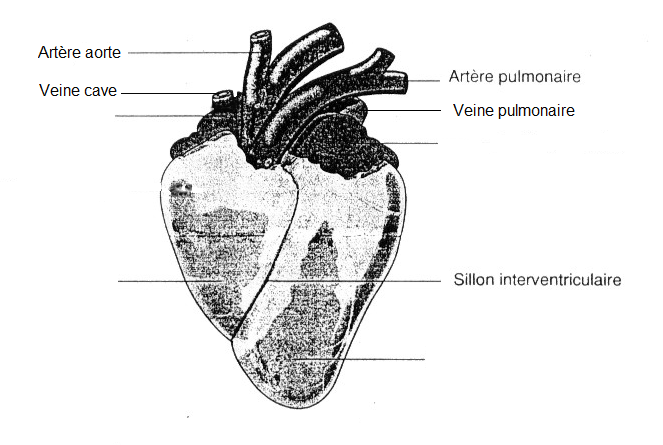 Artère aorte
Artère pulmonaire
Veine cave
Veine pulmonaire
Sillon interventriculaire